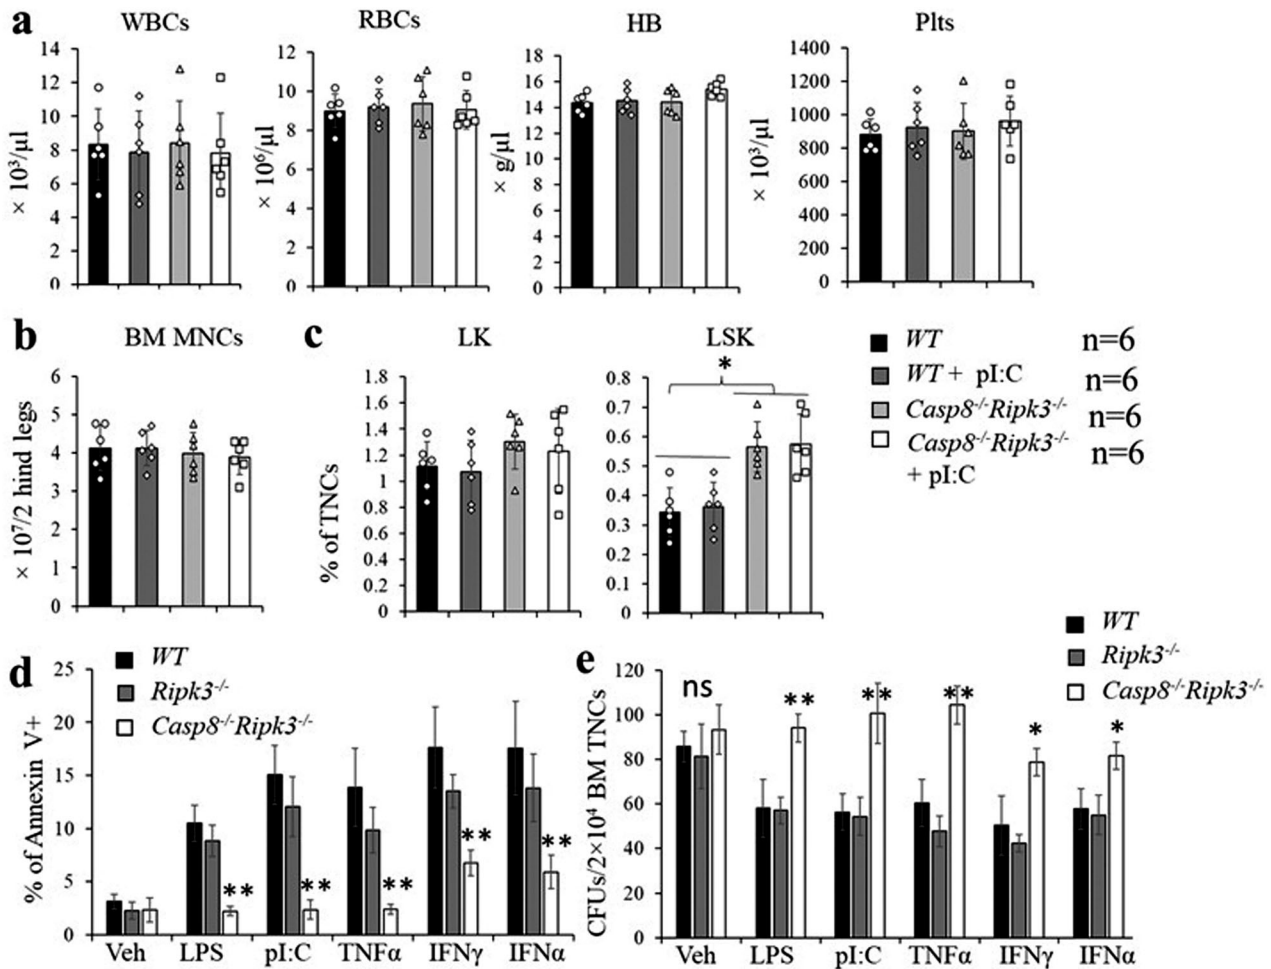 a
WBCs
RBCs
HB
Plts
14
12
10
8
6
4
2
0
× 10³/µl
12
10
8
6
4
2
0
× 10⁶/µl
18
16
14
12
10
8
6
4
2
0
× g/µl
1400
1200
1000
800
600
400
200
0
× 10³/µl
b
BM MNCs
6
5
4
3
2
1
0
× 10⁷/2 hind legs
c
LK
1.8
1.6
1.4
1.2
1
0.8
0.6
0.4
0.2
0
% of TNCs
LSK
*
0.8
0.7
0.6
0.5
0.4
0.3
0.2
0.1
0
WT n=6
WT + pI:C n=6
Casp8⁻/⁻Ripk3⁻/⁻ n=6
Casp8⁻/⁻Ripk3⁻/⁻ n=6
+ pI:C
d
WT
Ripk3⁻/⁻
Casp8⁻/⁻Ripk3⁻/⁻
25
20
15
10
5
0
% of Annexin V+
** ** ** ** **
Veh LPS pI:C TNFα IFNγ IFNα
e
WT
Ripk3⁻/⁻
Casp8⁻/⁻Ripk3⁻/⁻
120
100
80
60
40
20
0
CFUs/2×10⁴ BM TNCs
ns ** ** ** * *
Veh LPS pI:C TNFα IFNγ IFNα